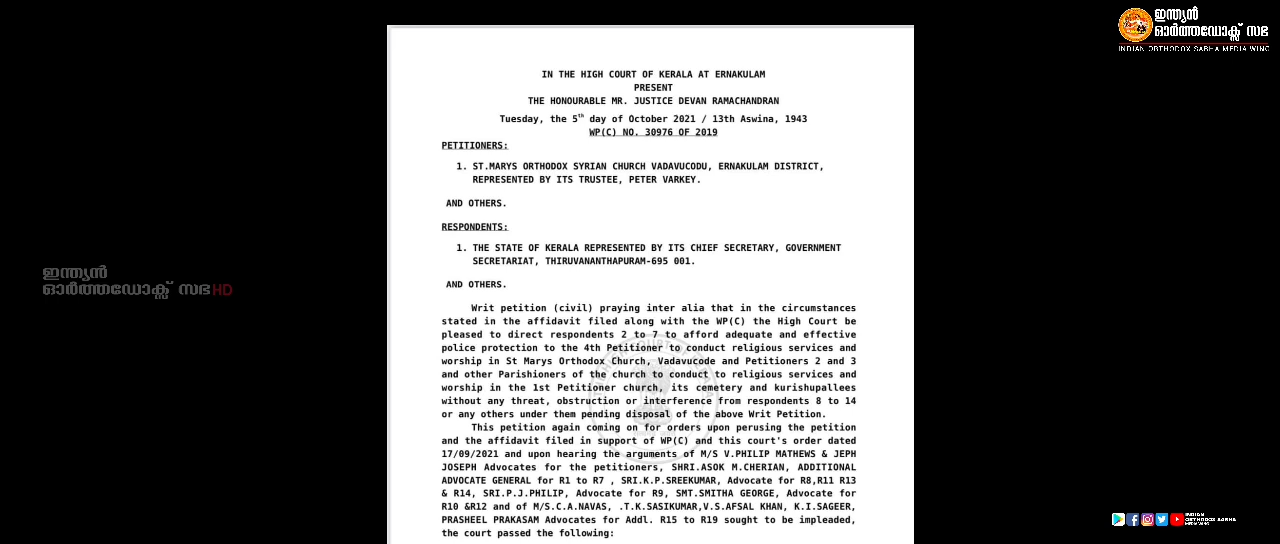 ഇന്ത്യൻ
ഓർത്തഡോക്സ് സഭ
INDIAN ORTHODOX SABHA MEDIA WING
IN THE HIGH COURT OF KERALA AT ERNAKULAM
PRESENT
THE HONOURABLE MR. JUSTICE DEVAN RAMACHANDRAN
Tuesday, the 5th day of October 2021 / 13th Aswina, 1943
WP(C) NO. 30976 OF 2019
PETITIONERS:
1. ST.MARYS ORTHODOX SYRIAN CHURCH VADAVUCODU, ERNAKULAM DISTRICT,
REPRESENTED BY ITS TRUSTEE, PETER VARKEY.
AND OTHERS.
RESPONDENTS:
1. THE STATE OF KERALA REPRESENTED BY ITS CHIEF SECRETARY, GOVERNMENT
SECRETARIAT, THIRUVANANTHAPURAM-695 001.
AND OTHERS.
ഇന്ത്യൻ
ഓർത്തഡോക്സ് സഭHD
Writ petition (civil) praying inter alia that in the circumstances
stated in the affidavit filed along with the WP(C) the High Court be
pleased to direct respondents 2 to 7 to afford adequate and effective
police protection to the 4th Petitioner to conduct religious services and
worship in St Marys Orthodox Church, Vadavucode and Petitioners 2 and 3
and other Parishioners of the church to conduct to religious services and
worship in the 1st Petitioner church, its cemetery and kurishupallees
without any threat, obstruction or interference from respondents 8 to 14
or any others under them pending disposal of the above Writ Petition.
This petition again coming on for orders upon perusing the petition
and the affidavit filed in support of WP(C) and this court's order dated
17/09/2021 and upon hearing the arguments of M/S V.PHILIP MATHEWS & JEPH
JOSEPH Advocates for the petitioners, SHRI.ASOK M.CHERIAN, ADDITIONAL
ADVOCATE GENERAL for R1 to R7 , SRI.K.P.SREEKUMAR, Advocate for R8,R11 R13
& R14, SRI.P.J.PHILIP, Advocate for R9, SMT.SMITHA GEORGE, Advocate for
R10 &R12 and of M/S.C.A.NAVAS, .T.K.SASIKUMAR,V.S.AFSAL KHAN, K.I.SAGEER,
PRASHEEL PRAKASAM Advocates for Addl. R15 to R19 sought to be impleaded,
the court passed the following:
INDIAN
ORTHODOX SABHA
MEDIA WING